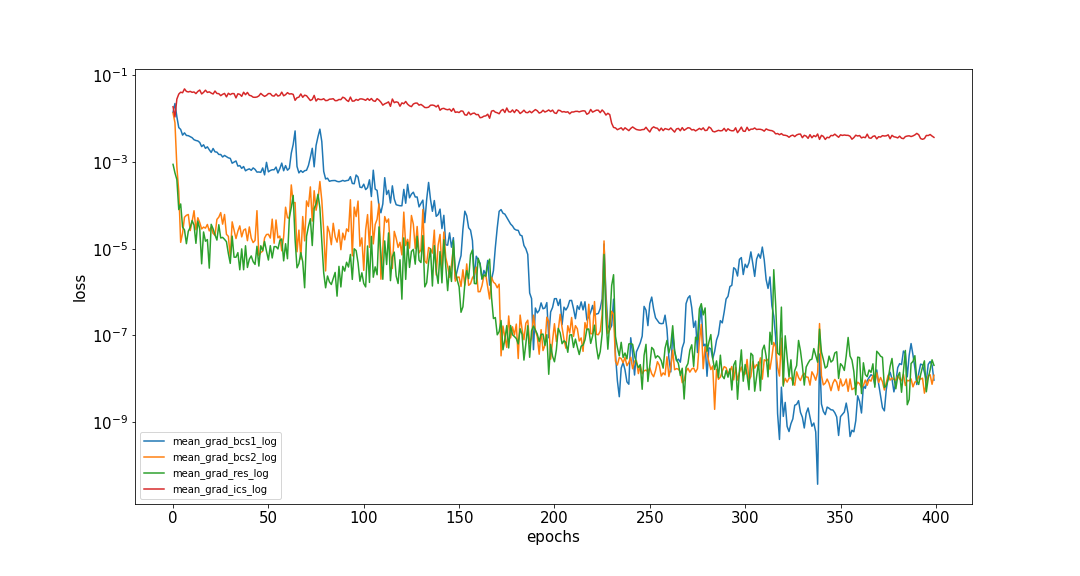 10⁻¹
10⁻³
10⁻⁵
10⁻⁷
10⁻⁹
loss
mean_grad_bcs1_log
mean_grad_bcs2_log
mean_grad_res_log
mean_grad_ics_log
0 50 100 150 200 250 300 350 400
epochs